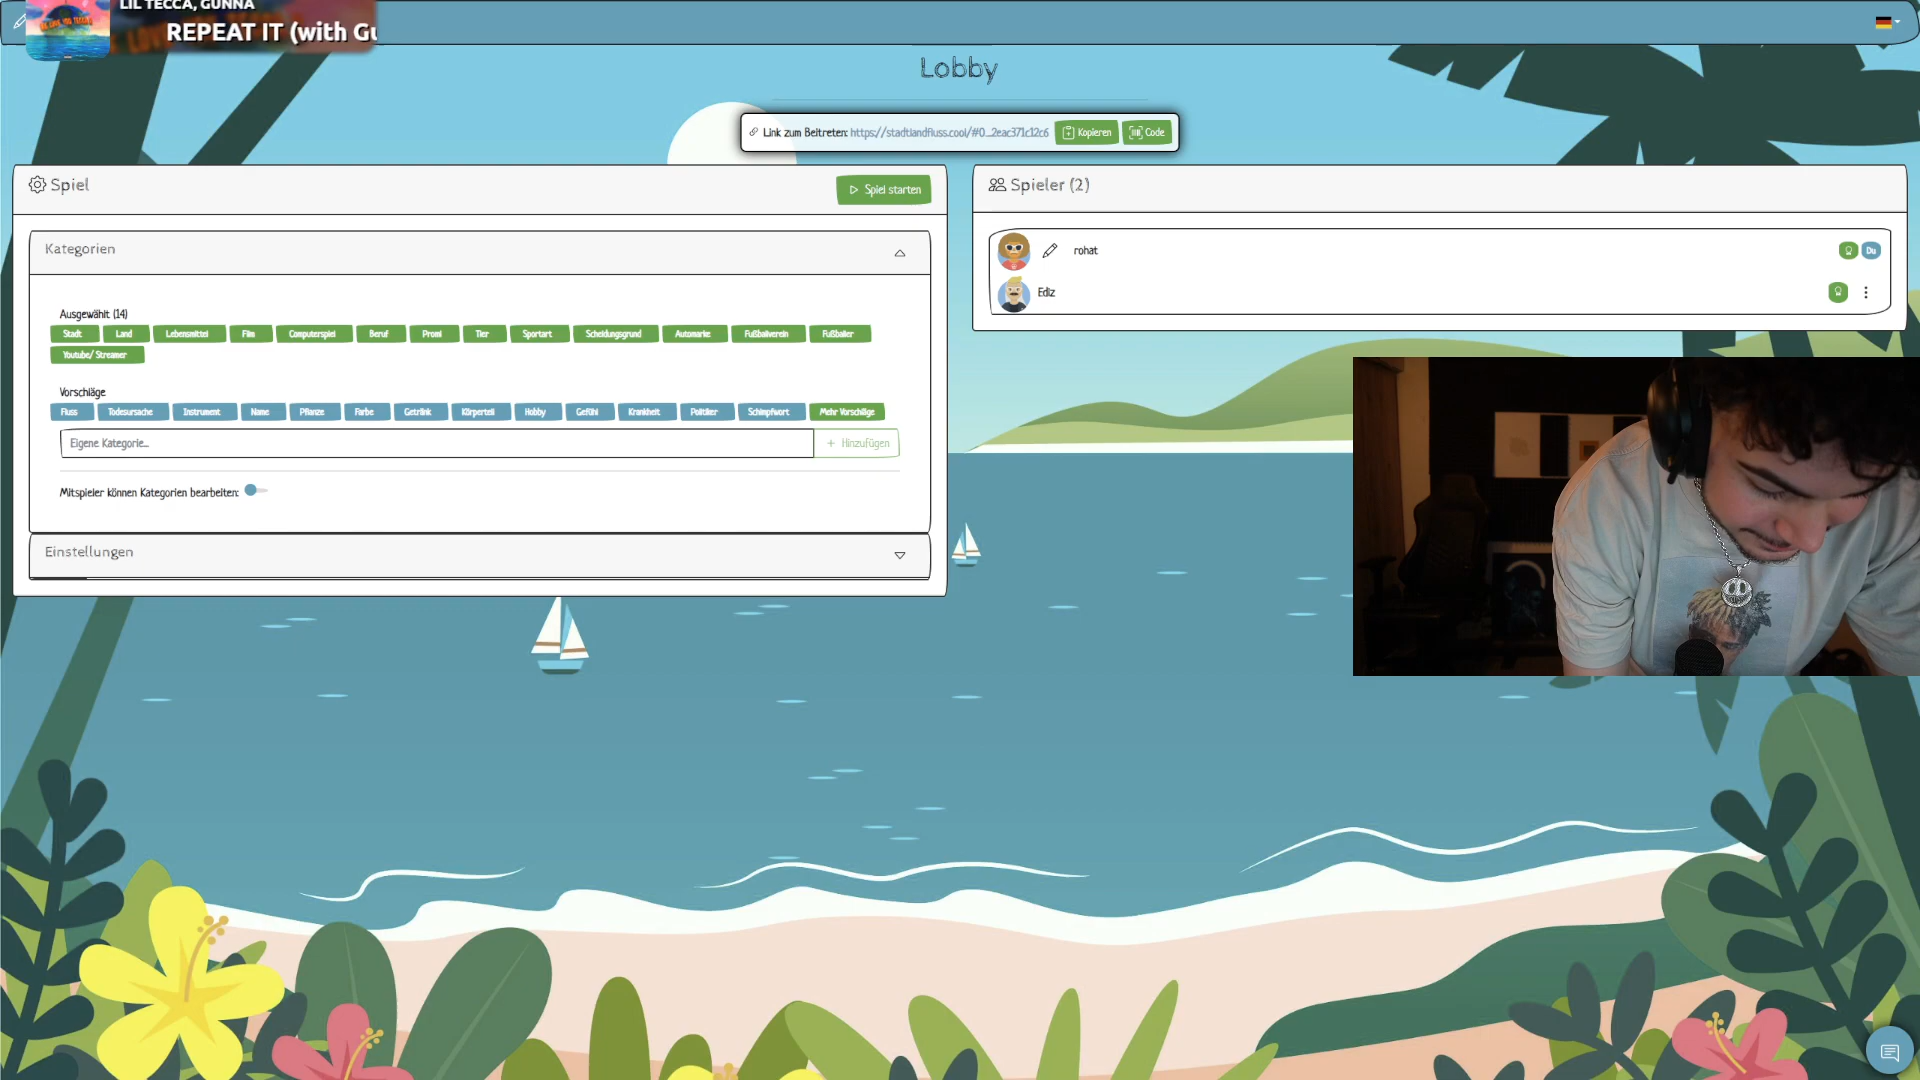 LIL TECCA, GUNNA
REPEAT IT (with Gu
Lobby
Link zum Beitreten: https://stadtlandfluss.cool/#0...2eac371c12c6 Kopieren Code
Spiel
Spiel starten
Kategorien
Ausgewählt (14)
Stadt Land Lebensmittel Film Computerspiel Beruf Promi Tier Sportart Scheidungsgrund Automarke Fußballverein Fußballer
Youtube/ Streamer
Vorschläge
Fluss Todesursache Instrument Name Pflanze Farbe Getränk Körperteil Hobby Gefühl Krankheit Politiker Schimpfwort Mehr Vorschläge
Eigene Kategorie...
+ Hinzufügen
Mitspieler können Kategorien bearbeiten:
Einstellungen
Spieler (2)
rohat
Du
Ediz